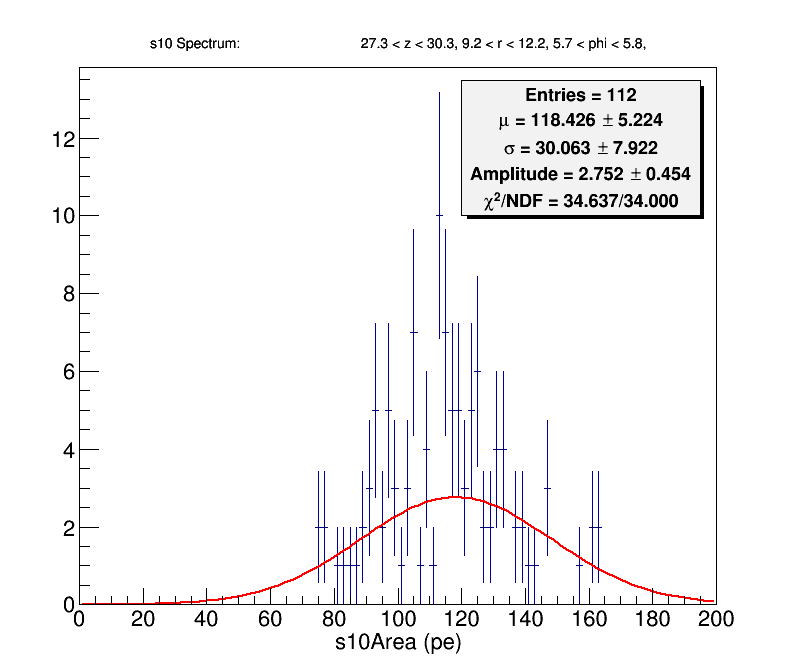 s10 Spectrum: 27.3 < z < 30.3, 9.2 < r < 12.2, 5.7 < phi < 5.8,
Entries = 112
μ = 118.426 ± 5.224
σ = 30.063 ± 7.922
Amplitude = 2.752 ± 0.454
χ²/NDF = 34.637/34.000
12
10
8
6
4
2
0
0 20 40 60 80 100 120 140 160 180 200
s10Area (pe)